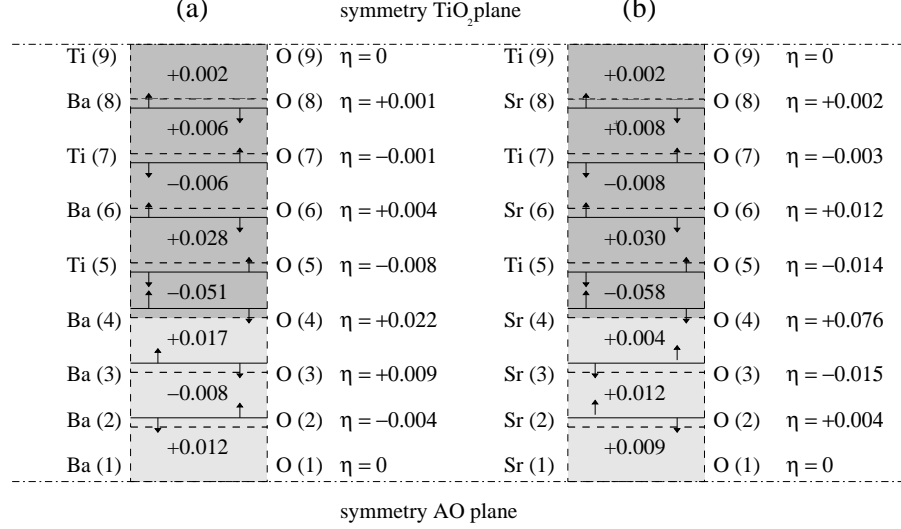 (a) symmetry TiO2 plane (b)
Ti (9) O (9) η = 0 Ti (9) O (9) η = 0
+0.002 +0.002
Ba (8) O (8) η = +0.001 Sr (8) O (8) η = +0.002
+0.006 +0.008
Ti (7) O (7) η = −0.001 Ti (7) O (7) η = −0.003
−0.006 −0.008
Ba (6) O (6) η = +0.004 Sr (6) O (6) η = +0.012
+0.028 +0.030
Ti (5) O (5) η = −0.008 Ti (5) O (5) η = −0.014
−0.051 −0.058
Ba (4) O (4) η = +0.022 Sr (4) O (4) η = +0.076
+0.017 +0.004
Ba (3) O (3) η = +0.009 Sr (3) O (3) η = −0.015
−0.008 +0.012
Ba (2) O (2) η = −0.004 Sr (2) O (2) η = +0.004
+0.012 +0.009
Ba (1) O (1) η = 0 Sr (1) O (1) η = 0
symmetry AO plane